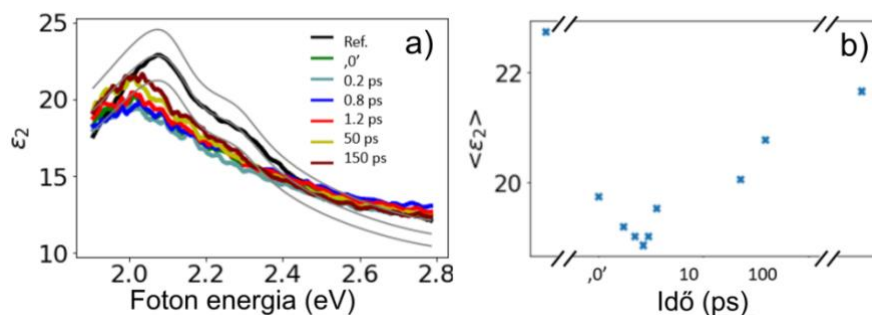 25
20
15
10
ε₂
2.0 2.2 2.4 2.6 2.8
Foton energia (eV)
a)
Ref.
‚0’
0.2 ps
0.8 ps
1.2 ps
50 ps
150 ps
b)
22
20
<ε₂>
‚0’ 10 100
Idő (ps)